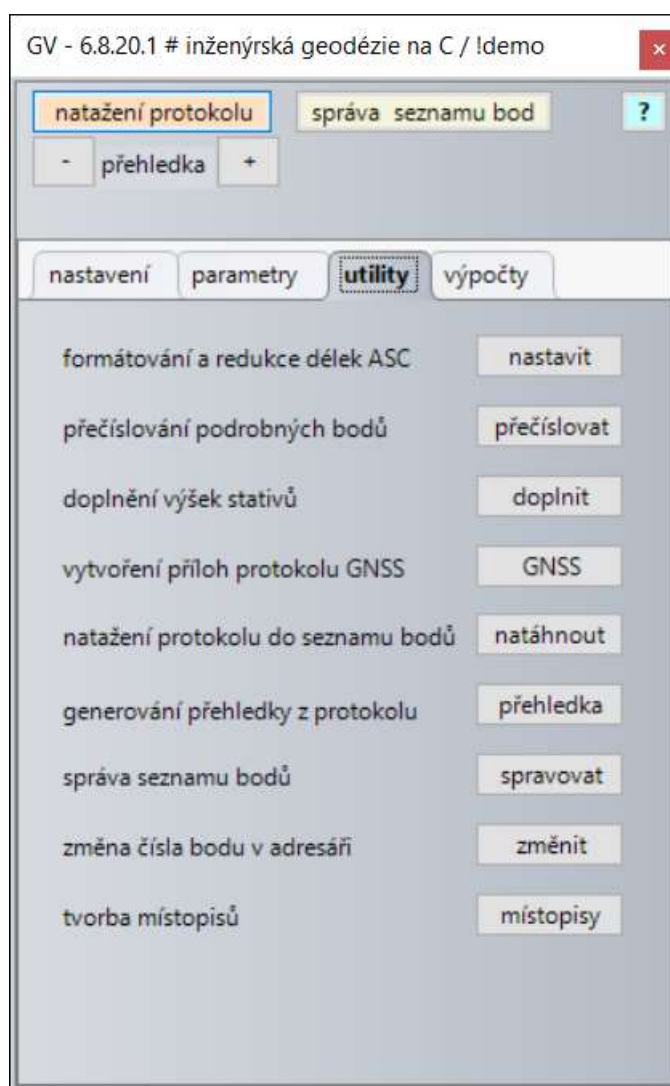 GV - 6.8.20.1 # inženýrská geodézie na C / !demo ×
natažení protokolu správa seznamu bod ?
- přehledka +
nastavení parametry utility výpočty
formátování a redukce délek ASC nastavit
přečíslování podrobných bodů přečíslovat
doplnění výšek stativů doplnit
vytvoření příloh protokolu GNSS GNSS
natažení protokolu do seznamu bodů natáhnout
generování přehledky z protokolu přehledka
správa seznamu bodů spravovat
změna čísla bodu v adresáři změnit
tvorba místopisů místopisy